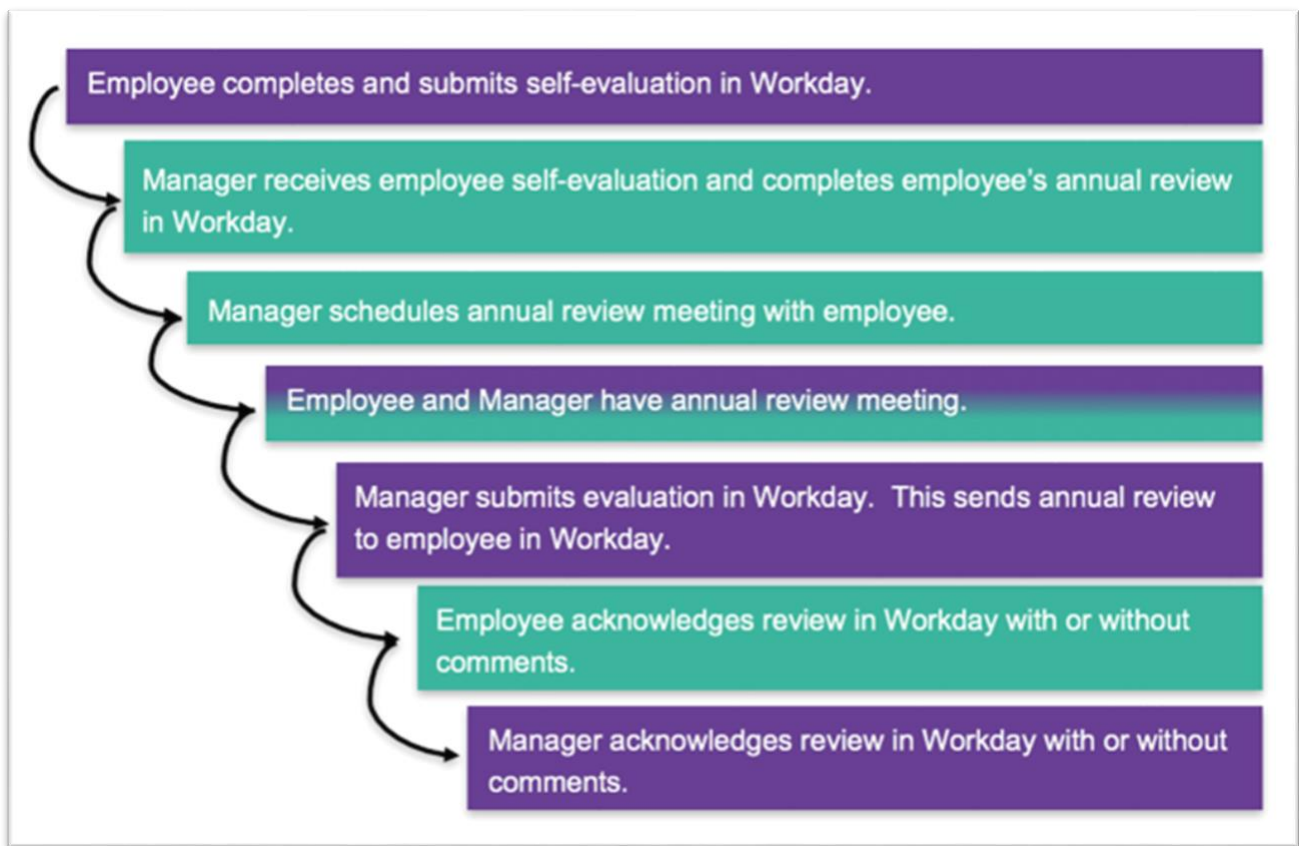 Employee completes and submits self-evaluation in Workday.
Manager receives employee self-evaluation and completes employee’s annual review
in Workday.
Manager schedules annual review meeting with employee.
Employee and Manager have annual review meeting.
Manager submits evaluation in Workday.  This sends annual review
to employee in Workday.
Employee acknowledges review in Workday with or without
comments.
Manager acknowledges review in Workday with or without
comments.